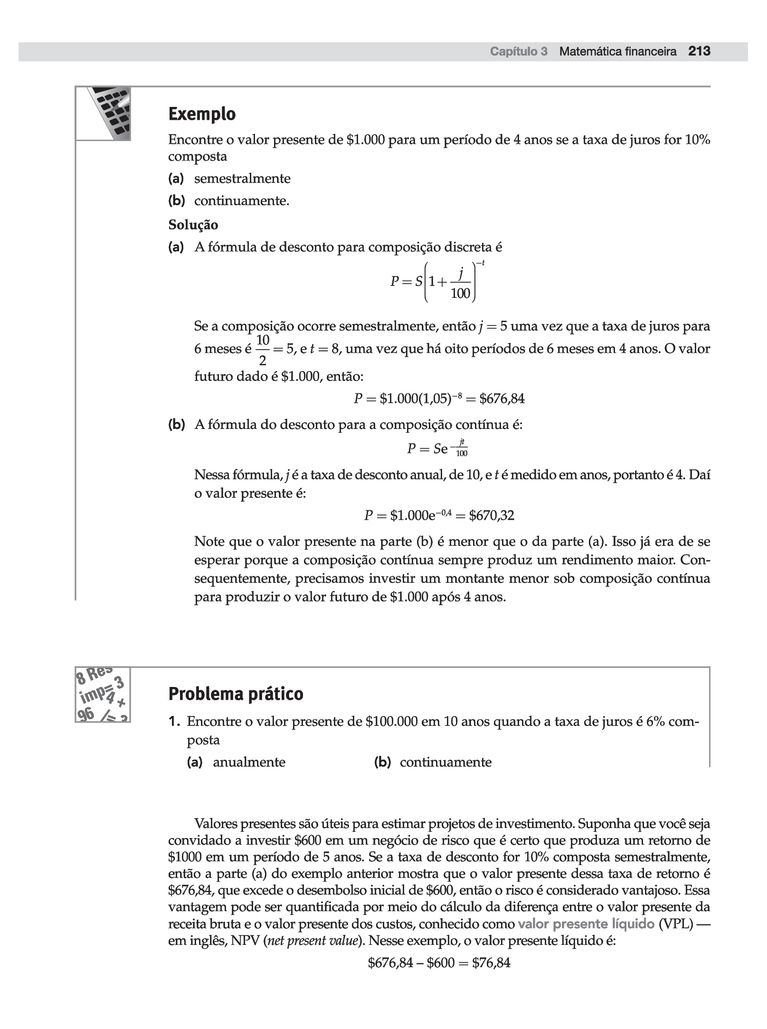 Capítulo 3 Matemática financeira 213
Exemplo
Encontre o valor presente de $1.000 para um período de 4 anos se a taxa de juros for 10%
composta
(a) semestralmente
(b) continuamente.
Solução
(a) A fórmula de desconto para composição discreta é
P = S(1 + j/100)^−t
Se a composição ocorre semestralmente, então j = 5 uma vez que a taxa de juros para
6 meses é 10/2 = 5, e t = 8, uma vez que há oito períodos de 6 meses em 4 anos. O valor
futuro dado é $1.000, então:
P = $1.000(1,05)⁻⁸ = $676,84
(b) A fórmula do desconto para a composição contínua é:
P = Se^−jt/100
Nessa fórmula, j é a taxa de desconto anual, de 10, e t é medido em anos, portanto é 4. Daí
o valor presente é:
P = $1.000e^−0,4 = $670,32
Note que o valor presente na parte (b) é menor que o da parte (a). Isso já era de se
esperar porque a composição contínua sempre produz um rendimento maior. Con-
sequentemente, precisamos investir um montante menor sob composição contínua
para produzir o valor futuro de $1.000 após 4 anos.
8 Res
imp= 3
4 +
96 /= 3
Problema prático
1. Encontre o valor presente de $100.000 em 10 anos quando a taxa de juros é 6% com-
posta
(a) anualmente (b) continuamente
Valores presentes são úteis para estimar projetos de investimento. Suponha que você seja
convidado a investir $600 em um negócio de risco que é certo que produza um retorno de
$1000 em um período de 5 anos. Se a taxa de desconto for 10% composta semestralmente,
então a parte (a) do exemplo anterior mostra que o valor presente dessa taxa de retorno é
$676,84, que excede o desembolso inicial de $600, então o risco é considerado vantajoso. Essa
vantagem pode ser quantificada por meio do cálculo da diferença entre o valor presente da
receita bruta e o valor presente dos custos, conhecido como valor presente líquido (VPL) —
em inglês, NPV (net present value). Nesse exemplo, o valor presente líquido é:
$676,84 – $600 = $76,84